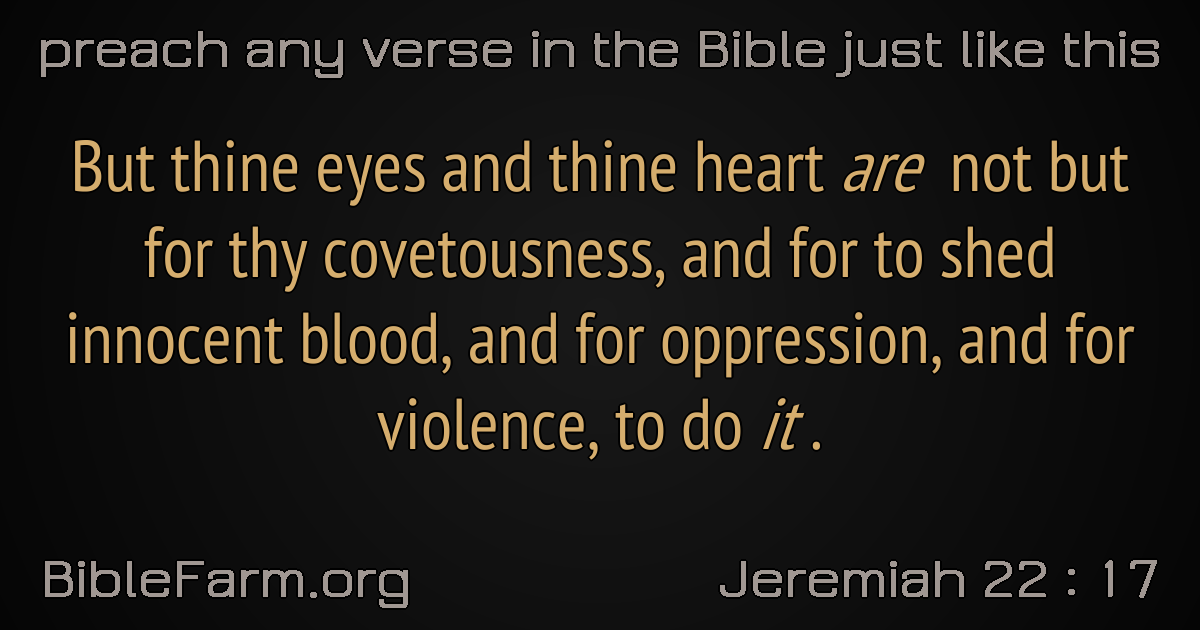 preach any verse in the Bible just like this
But thine eyes and thine heart are not but
for thy covetousness, and for to shed
innocent blood, and for oppression, and for
violence, to do it .
BibleFarm.org
Jeremiah 22 : 17